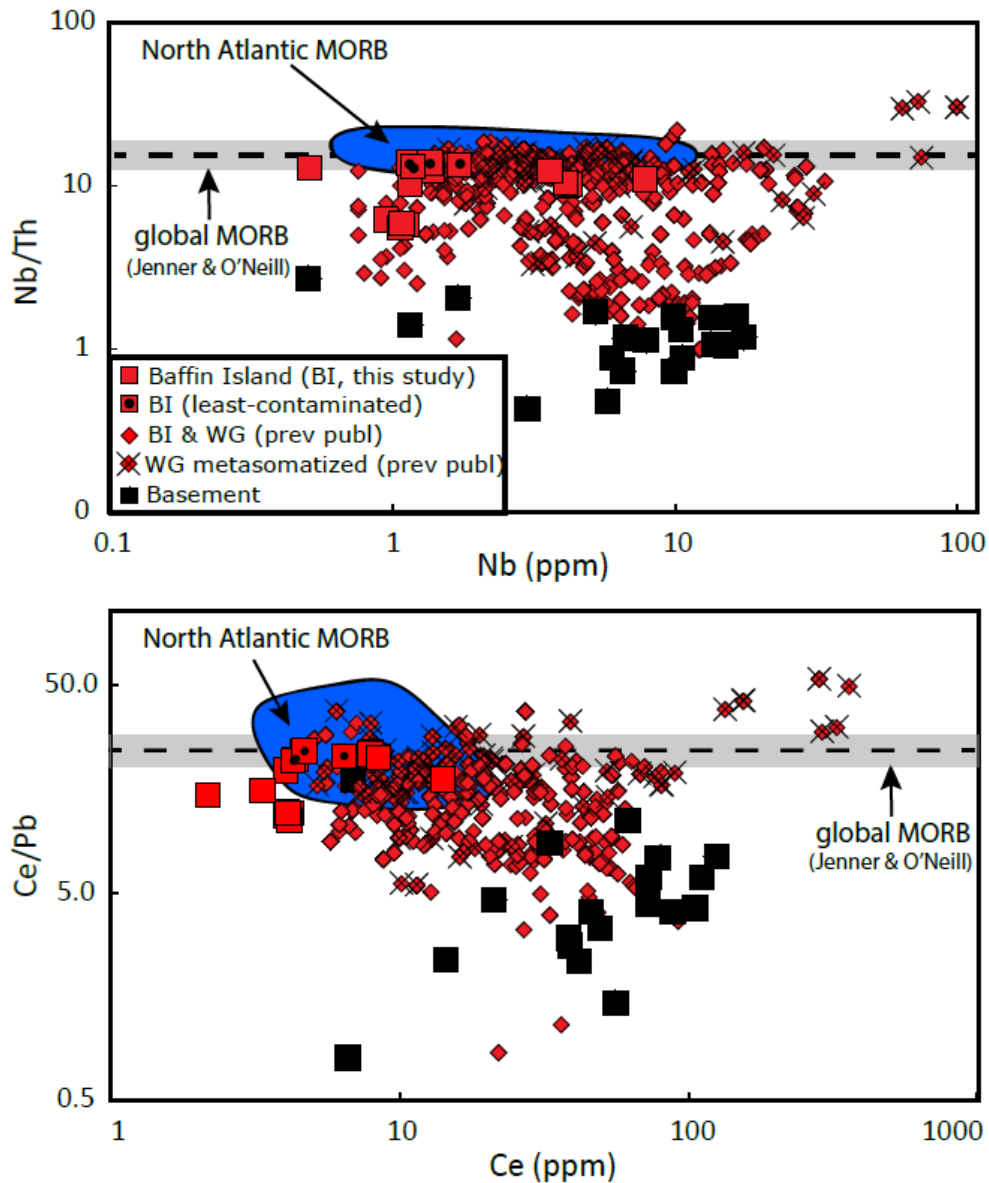 100
North Atlantic MORB
10
Nb/Th
global MORB
(Jenner & O'Neill)
1
Baffin Island (BI, this study)
BI (least-contaminated)
BI & WG (prev publ)
WG metasomatized (prev publ)
Basement
0
0.1
1
10
100
Nb (ppm)
North Atlantic MORB
50.0
Ce/Pb
global MORB
(Jenner & O'Neill)
5.0
0.5
1
10
100
1000
Ce (ppm)